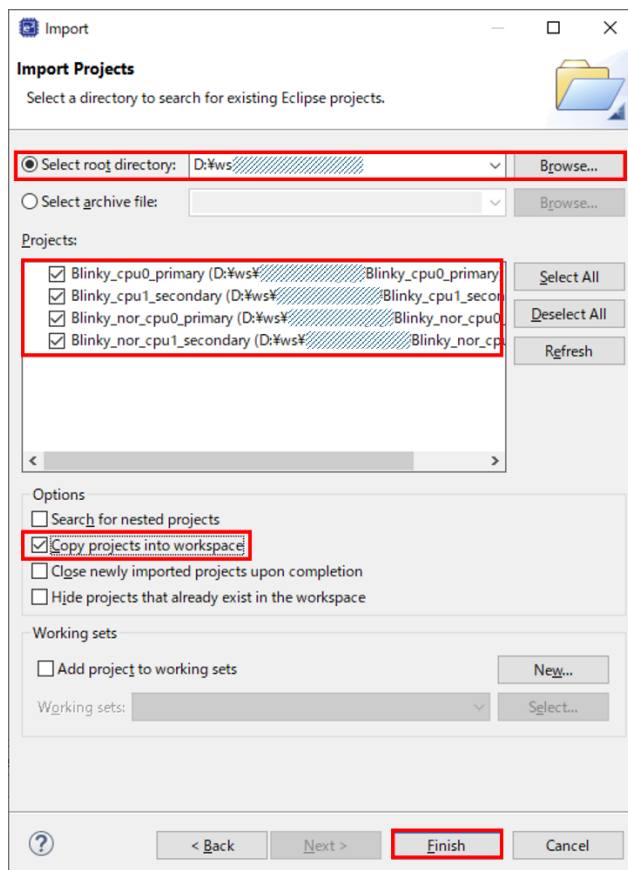 Import
Import Projects
Select a directory to search for existing Eclipse projects.
Select root directory: D:¥ws Browse...
Select archive file: Browse...
Projects:
Blinky_cpu0_primary (D:¥ws¥ Blinky_cpu0_primary
Blinky_cpu1_secondary (D:¥ws¥ Blinky_cpu1_secon
Blinky_nor_cpu0_primary (D:¥ws¥ Blinky_nor_cpu0_
Blinky_nor_cpu1_secondary (D:¥ws¥ Blinky_nor_cpu
Select All
Deselect All
Refresh
Options
Search for nested projects
Copy projects into workspace
Close newly imported projects upon completion
Hide projects that already exist in the workspace
Working sets
Add project to working sets New...
Working sets: Select...
? < Back Next > Finish Cancel